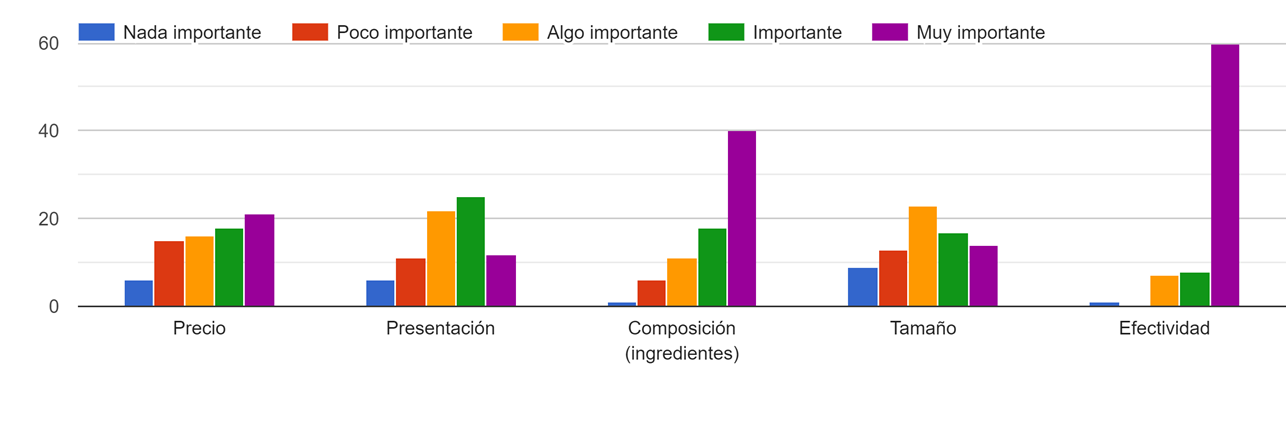 Nada importante Poco importante Algo importante Importante Muy importante
60
40
20
0
Precio Presentación Composición (ingredientes) Tamaño Efectividad